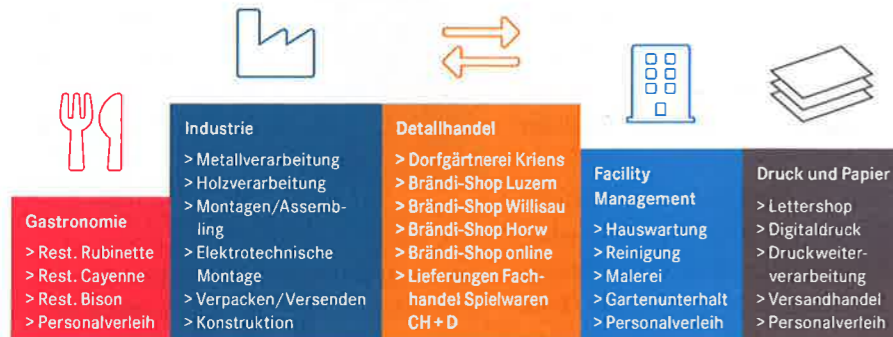 Gastronomie
> Rest. Rubinette
> Rest. Cayenne
> Rest. Bison
> Personalverleih
Industrie
> Metallverarbeitung
> Holzverarbeitung
> Montagen/Assemb-
ling
> Elektrotechnische
Montage
> Verpacken/Versenden
> Konstruktion
Detailhandel
> Dorfgärtnerei Kriens
> Brändi-Shop Luzern
> Brändi-Shop Willisau
> Brändi-Shop Horw
> Brändi-Shop online
> Lieferungen Fach-
handel Spielwaren
CH + D
Facility
Management
> Hauswartung
> Reinigung
> Malerei
> Gartenunterhalt
> Personalverleih
Druck und Papier
> Lettershop
> Digitaldruck
> Druckweiter-
verarbeitung
> Versandhandel
> Personalverleih